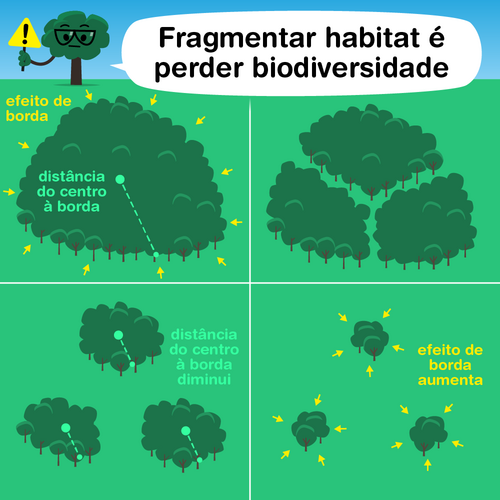 Fragmentar habitat é
perder biodiversidade
efeito de
borda
distância
do centro
à borda
distância
do centro
à borda
diminui
efeito de
borda
aumenta